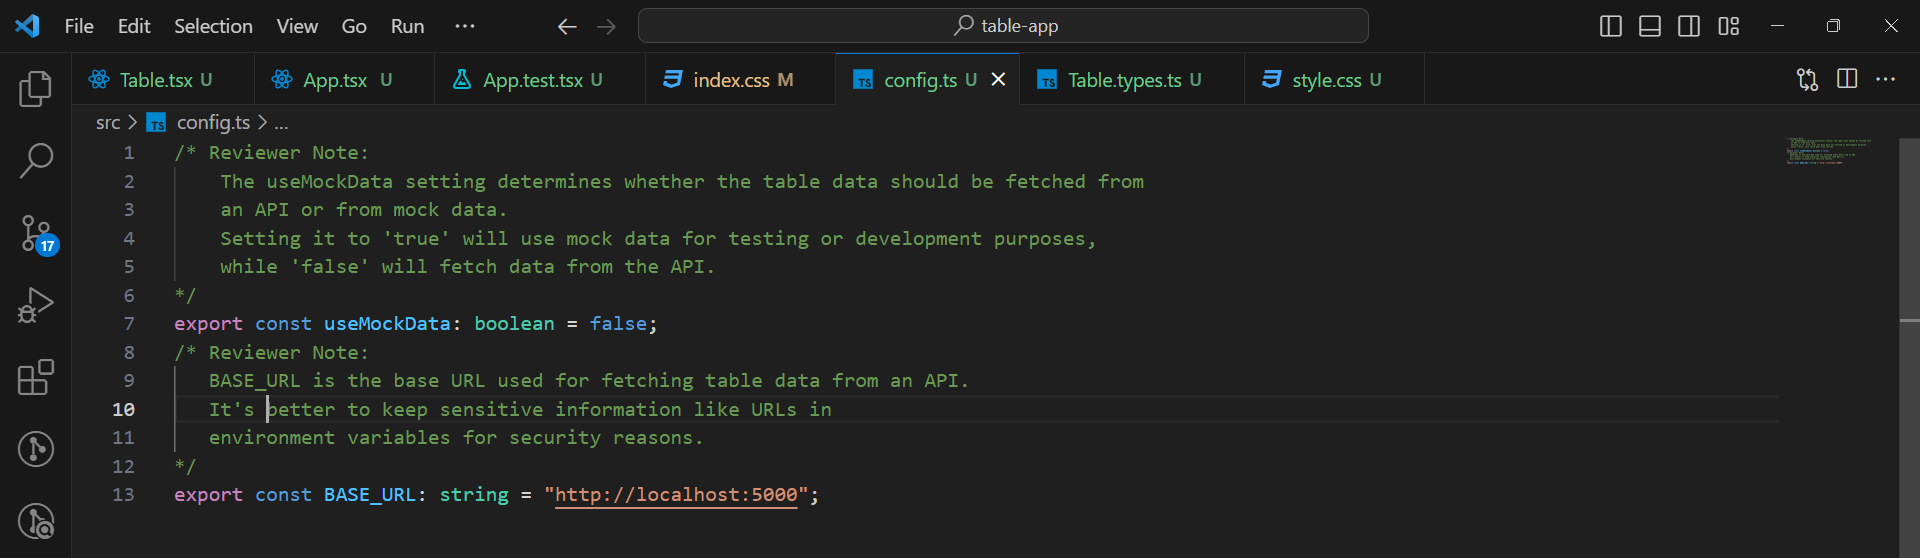 File Edit Selection View Go Run ··· table-app
Table.tsx U App.tsx U App.test.tsx U index.css M TS config.ts U TS Table.types.ts U style.css U
src > TS config.ts > ...
1 /* Reviewer Note:
2 The useMockData setting determines whether the table data should be fetched from
3 an API or from mock data.
4 Setting it to 'true' will use mock data for testing or development purposes,
5 while 'false' will fetch data from the API.
6 */
7 export const useMockData: boolean = false;
8 /* Reviewer Note:
9 BASE_URL is the base URL used for fetching table data from an API.
10 It's better to keep sensitive information like URLs in
11 environment variables for security reasons.
12 */
13 export const BASE_URL: string = "http://localhost:5000";
17